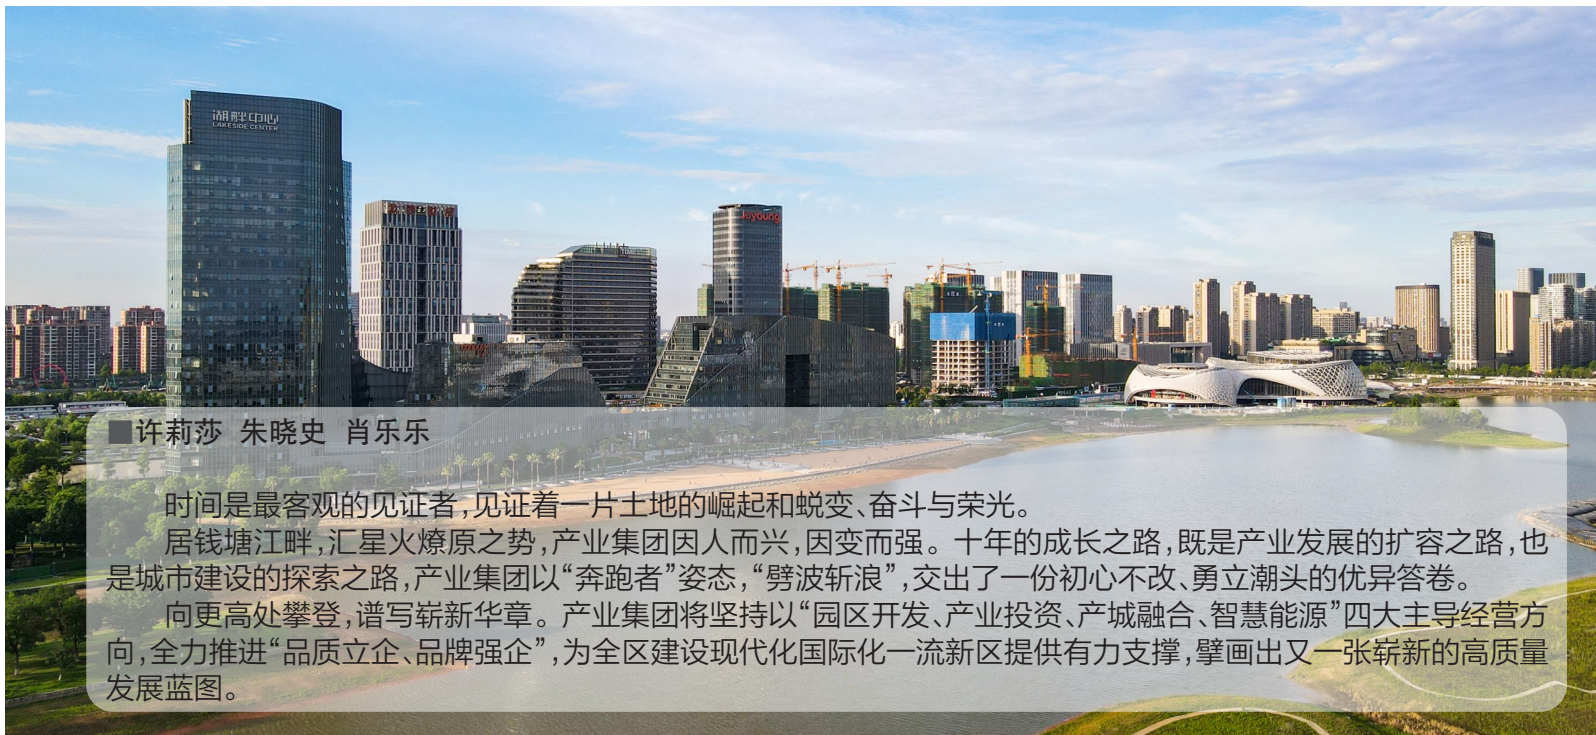 湖畔中心
LAKESIDE CENTER
leyoung
■许莉莎 朱晓史 肖乐乐
时间是最客观的见证者,见证着一片土地的崛起和蜕变、奋斗与荣光。
居钱塘江畔,汇星火燎原之势,产业集团因人而兴,因变而强。十年的成长之路,既是产业发展的扩容之路,也
是城市建设的探索之路,产业集团以“奔跑者”姿态,“劈波斩浪”,交出了一份初心不改、勇立潮头的优异答卷。
向更高处攀登,谱写崭新华章。产业集团将坚持以“园区开发、产业投资、产城融合、智慧能源”四大主导经营方
向,全力推进“品质立企、品牌强企”,为全区建设现代化国际化一流新区提供有力支撑,擘画出又一张崭新的高质量
发展蓝图。